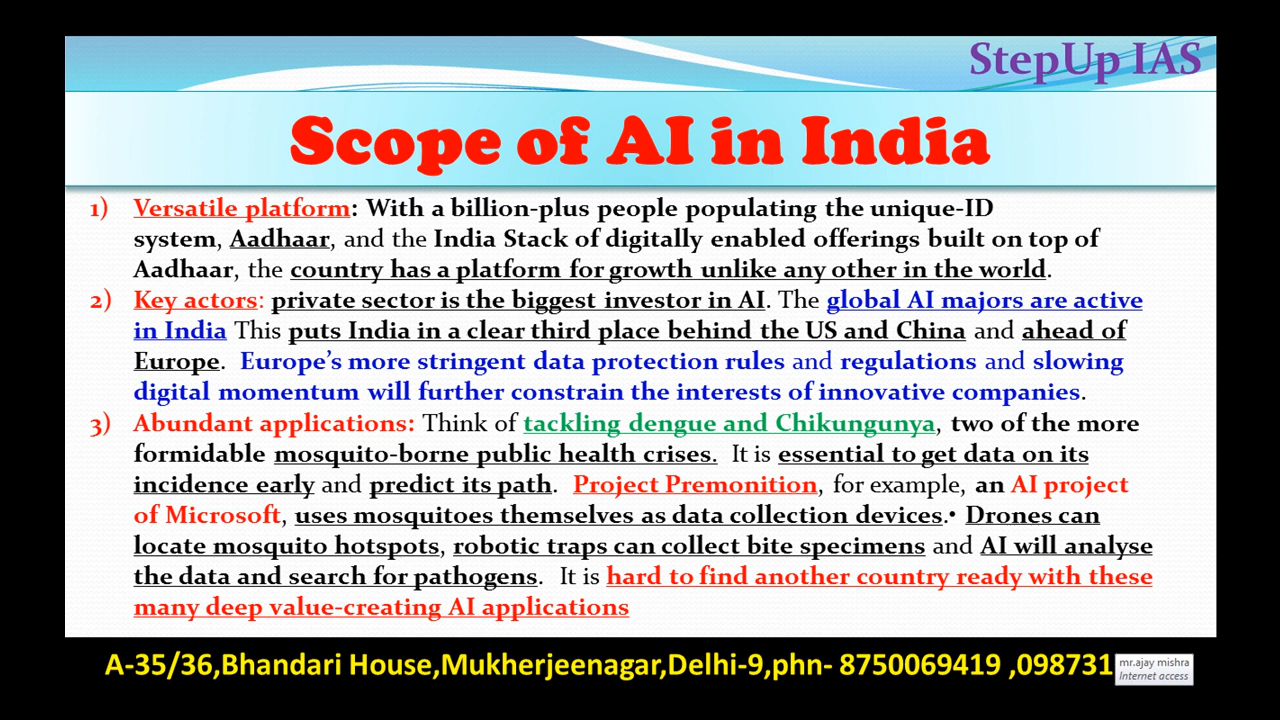 StepUp IAS
Scope of AI in India
1) Versatile platform: With a billion-plus people populating the unique-ID
system, Aadhaar, and the India Stack of digitally enabled offerings built on top of
Aadhaar, the country has a platform for growth unlike any other in the world.
2) Key actors: private sector is the biggest investor in AI. The global AI majors are active
in India This puts India in a clear third place behind the US and China and ahead of
Europe. Europe’s more stringent data protection rules and regulations and slowing
digital momentum will further constrain the interests of innovative companies.
3) Abundant applications: Think of tackling dengue and Chikungunya, two of the more
formidable mosquito-borne public health crises. It is essential to get data on its
incidence early and predict its path. Project Premonition, for example, an AI project
of Microsoft, uses mosquitoes themselves as data collection devices.• Drones can
locate mosquito hotspots, robotic traps can collect bite specimens and AI will analyse
the data and search for pathogens. It is hard to find another country ready with these
many deep value-creating AI applications
A-35/36,Bhandari House,Mukherjeenagar,Delhi-9,phn- 8750069419 ,098731
mr.ajay mishra
Internet access